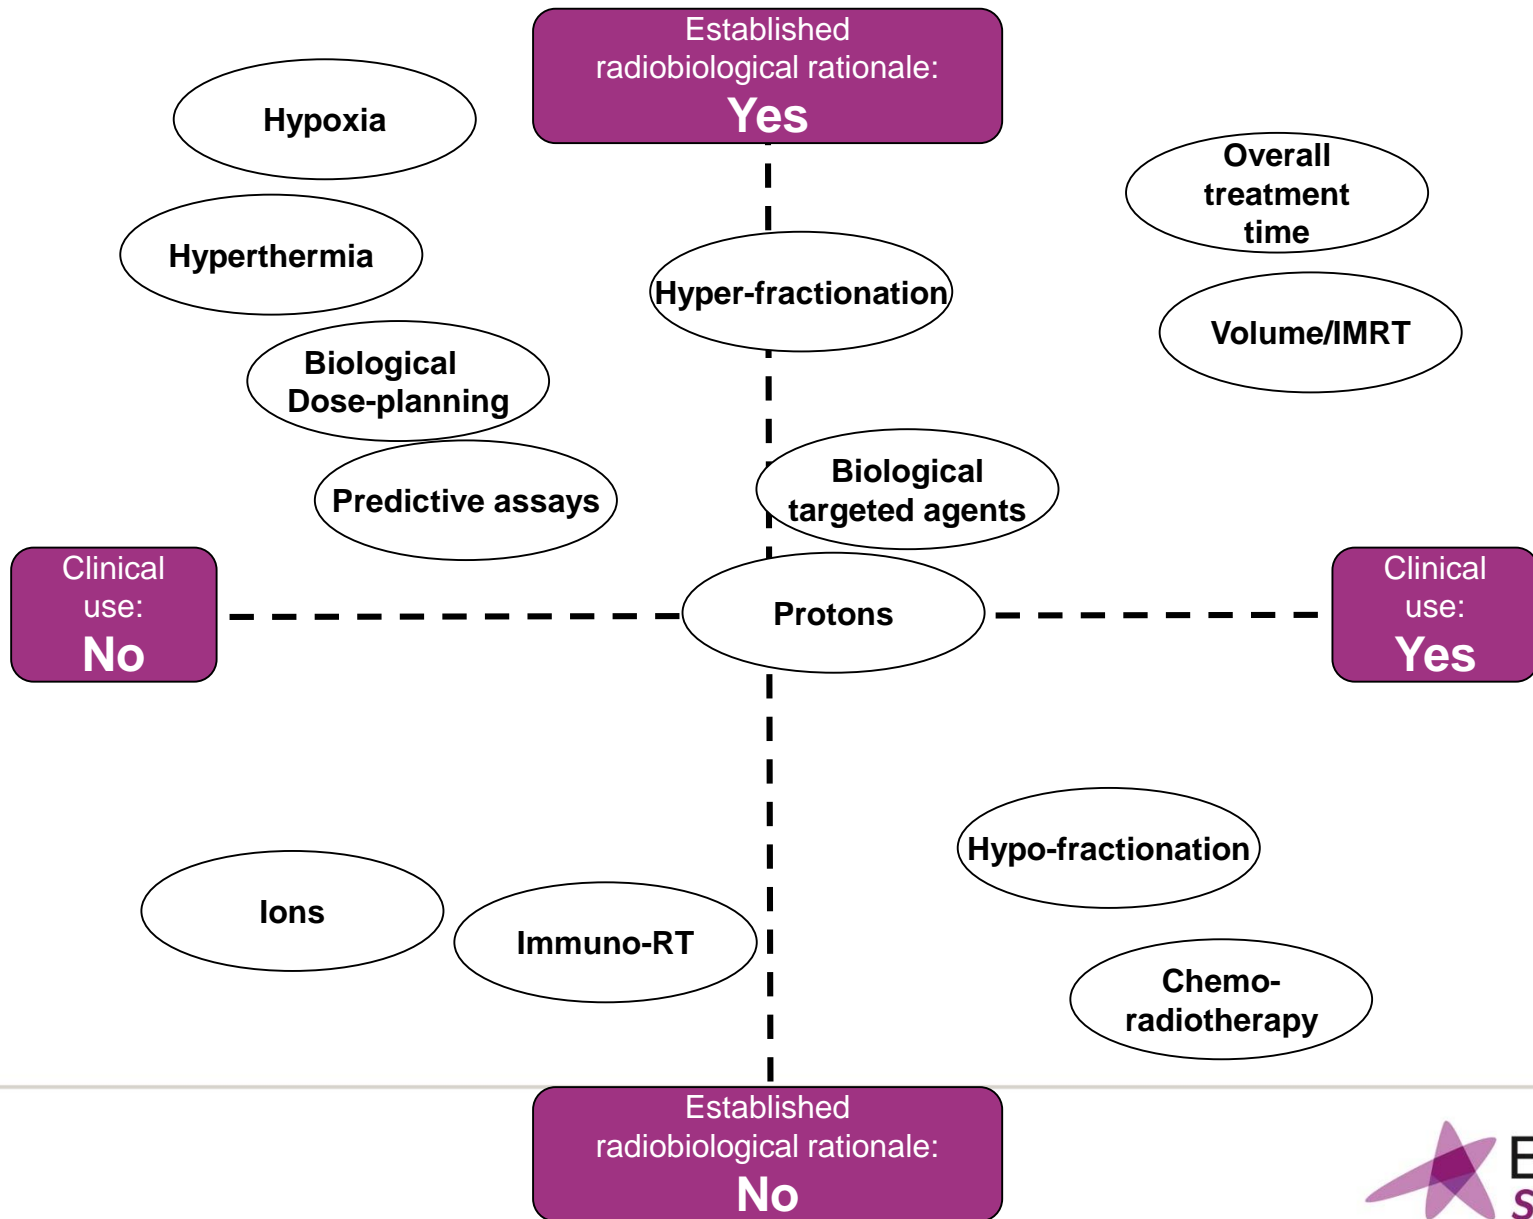 Established
radiobiological rationale:
Yes
Hypoxia
Overall
treatment
time
Hyperthermia
Hyper-fractionation
Volume/IMRT
Biological
Dose-planning
Predictive assays
Biological
targeted agents
Clinical
use:
No
Protons
Clinical
use:
Yes
Hypo-fractionation
Ions
Immuno-RT
Chemo-
radiotherapy
Established
radiobiological rationale:
No